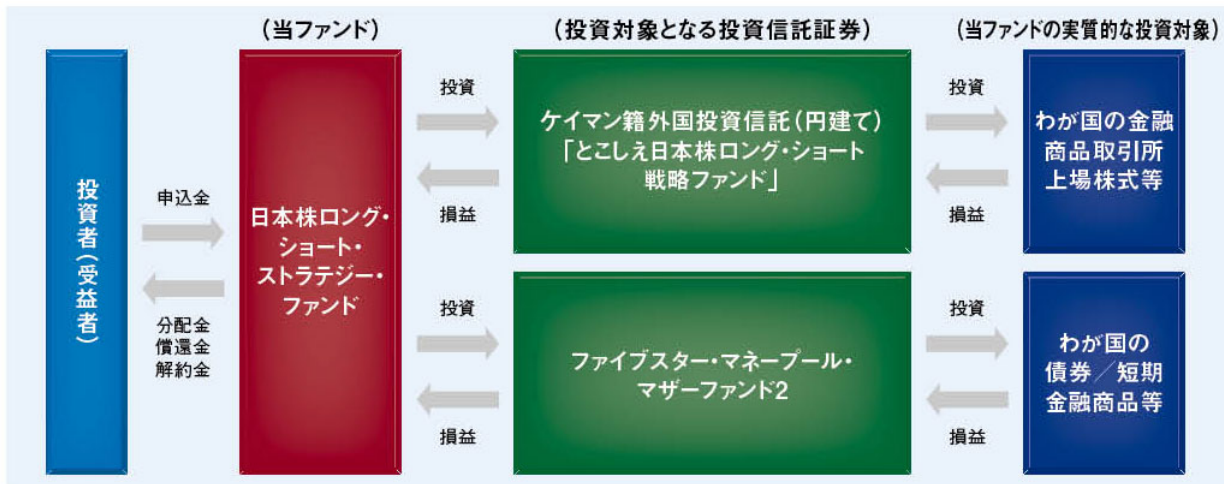 （当ファンド）
（投資対象となる投資信託証券）
（当ファンドの実質的な投資対象）
投資者（受益者）
申込金
分配金
償還金
解約金
日本株ロング・
ショート・
ストラテジー・
ファンド
投資
損益
ケイマン籍外国投資信託（円建て）
「とこしえ日本株ロング・ショート
戦略ファンド」
投資
損益
わが国の金融
商品取引所
上場株式等
投資
損益
ファイブスター・マネープール・
マザーファンド2
投資
損益
わが国の
債券／短期
金融商品等